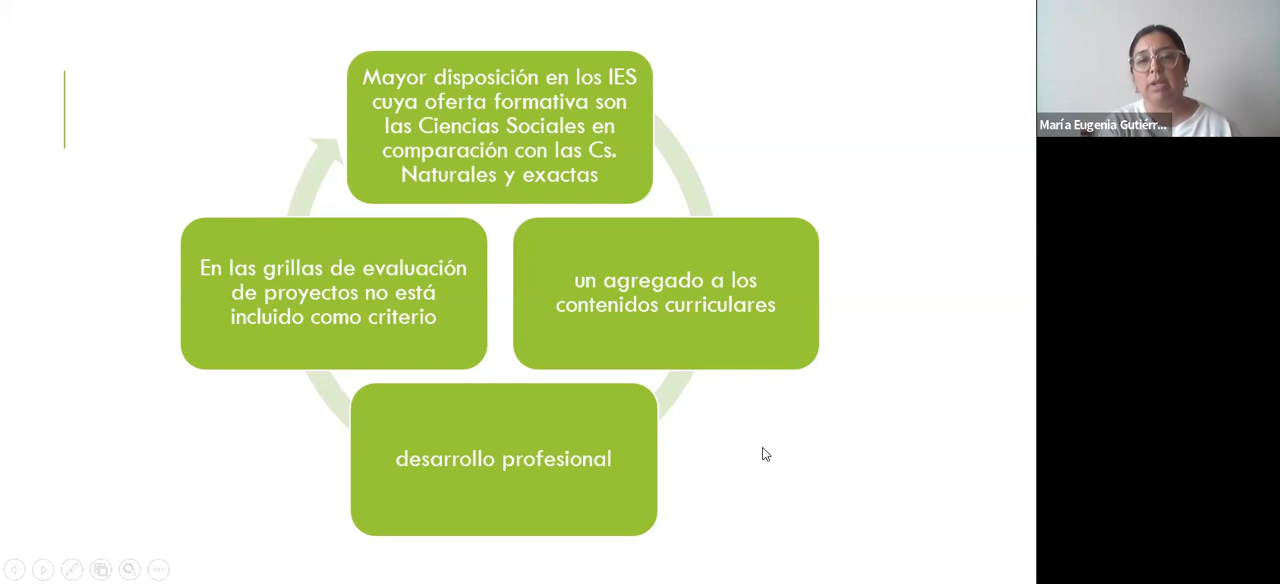 Mayor disposición en los IES
cuya oferta formativa son
las Ciencias Sociales en
comparación con las Cs.
Naturales y exactas
En las grillas de evaluación
de proyectos no está
incluido como criterio
un agregado a los
contenidos curriculares
desarrollo profesional
María Eugenia Gutiérr...